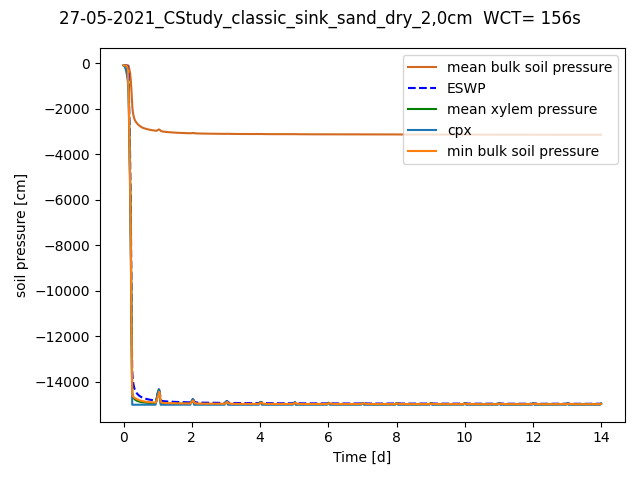 27-05-2021_CStudy_classic_sink_sand_dry_2,0cm  WCT= 156s
mean bulk soil pressure
ESWP
mean xylem pressure
cpx
min bulk soil pressure
soil pressure [cm]
0
−2000
−4000
−6000
−8000
−10000
−12000
−14000
0 2 4 6 8 10 12 14
Time [d]